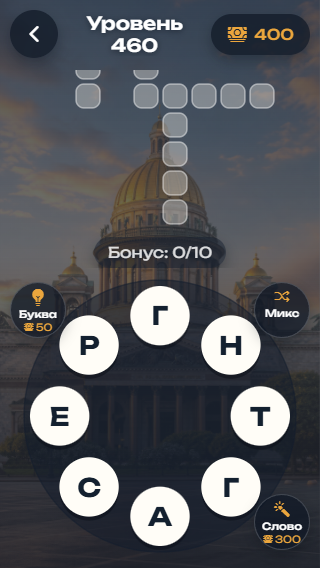 Уровень
460
400
Бонус: 0/10
Буква
50
Микс
Г
Р
Н
Е
Т
С
Г
А
Слово
300